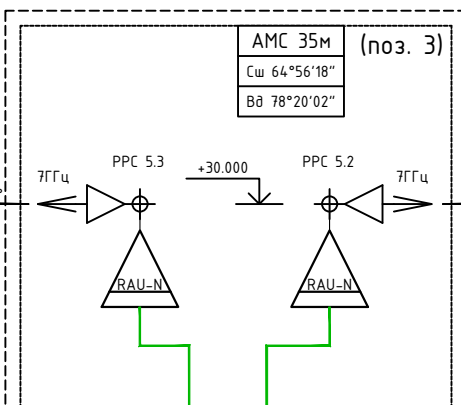 АМС 35м (поз. 3)
Сш 64°56'18"
Вд 78°20'02"
РРС 5.3
+30.000
РРС 5.2
7ГГц
7ГГц
RAU-N
RAU-N